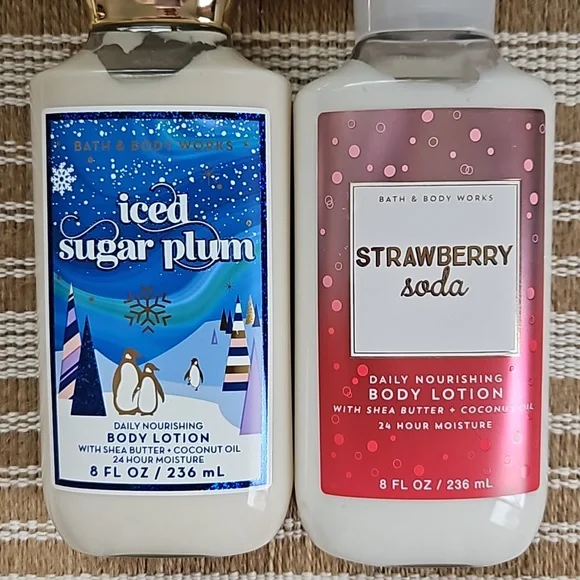 BATH & BODY WORKS
iced
sugar plum
DAILY NOURISHING
BODY LOTION
WITH SHEA BUTTER + COCONUT OIL
24 HOUR MOISTURE
8 FL OZ / 236 mL
BATH & BODY WORKS
STRAWBERRY
soda
DAILY NOURISHING
BODY LOTION
WITH SHEA BUTTER + COCONUT OIL
24 HOUR MOISTURE
8 FL OZ / 236 mL